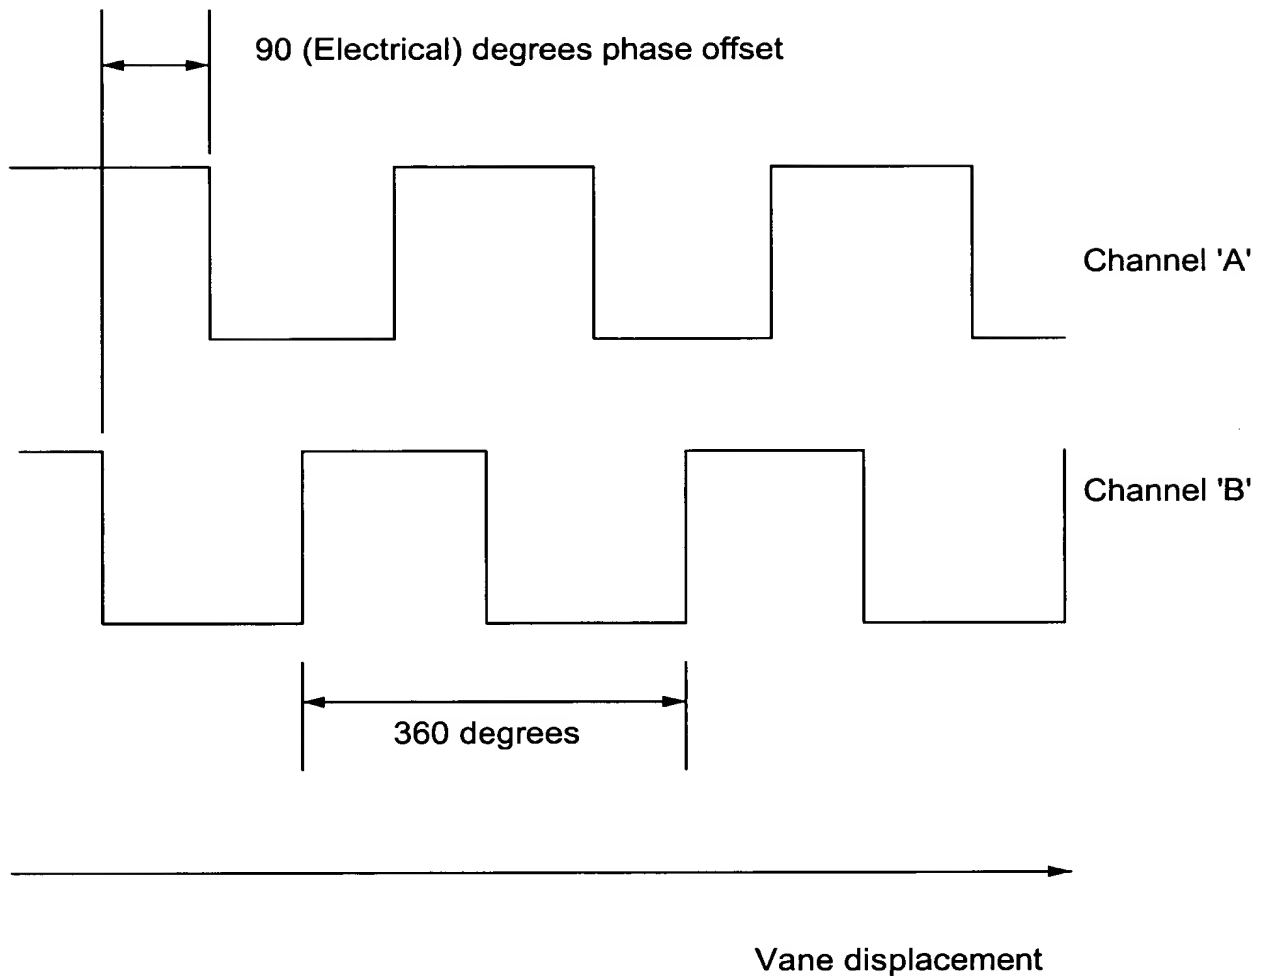 90 (Electrical) degrees phase offset
Channel 'A'
Channel 'B'
360 degrees
Vane displacement